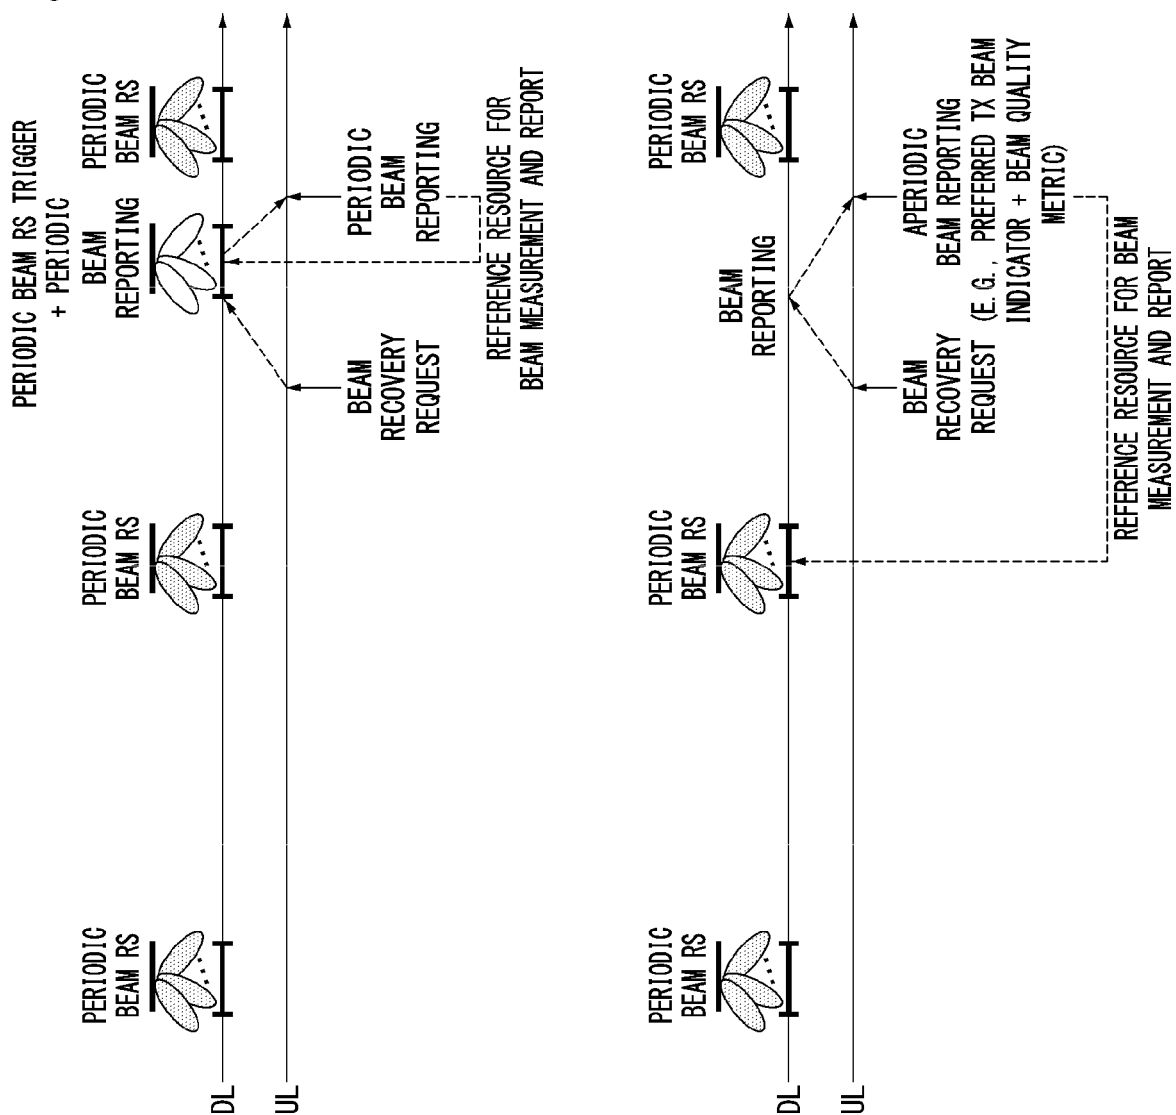 PERIODIC BEAM RS TRIGGER
+ PERIODIC
BEAM
REPORTING
PERIODIC
BEAM RS
PERIODIC
BEAM RS
PERIODIC
BEAM RS
DL
UL
BEAM
RECOVERY
REQUEST
PERIODIC
BEAM
REPORTING
REFERENCE RESOURCE FOR
BEAM MEASUREMENT AND REPORT
PERIODIC
BEAM RS
PERIODIC
BEAM RS
BEAM
REPORTING
PERIODIC
BEAM RS
DL
UL
BEAM
RECOVERY
REQUEST
APERIODIC
BEAM REPORTING
(E.G., PREFERRED TX BEAM
INDICATOR + BEAM QUALITY
METRIC)
REFERENCE RESOURCE FOR BEAM
MEASUREMENT AND REPORT